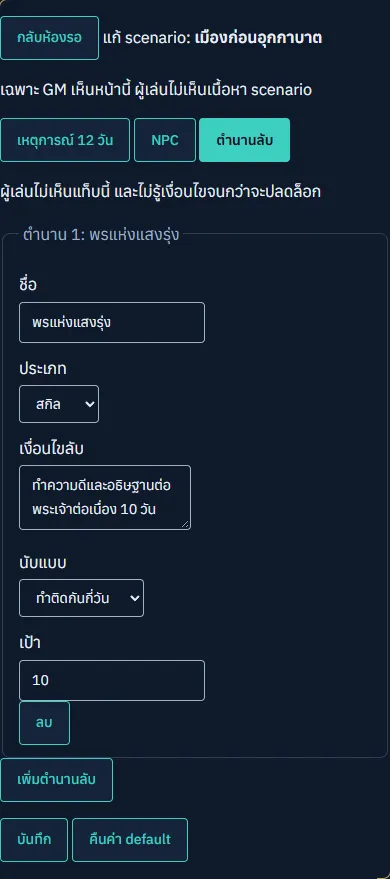 กลับห้องรอ แก้ scenario: เมืองก่อนอุกกาบาต
เฉพาะ GM เห็นหน้านี้ ผู้เล่นไม่เห็นเนื้อหา scenario
เหตุการณ์ 12 วัน NPC ตำนานลับ
ผู้เล่นไม่เห็นแท็บนี้ และไม่รู้เงื่อนไขจนกว่าจะปลดล็อก
ตำนาน 1: พรแห่งแสงรุ่ง
ชื่อ
พรแห่งแสงรุ่ง
ประเภท
สกิล
เงื่อนไขลับ
ทำความดีและอธิษฐานต่อ
พระเจ้าต่อเนื่อง 10 วัน
นับแบบ
ทำติดกันกี่วัน
เป้า
10
ลบ
เพิ่มตำนานลับ
บันทึก คืนค่า default